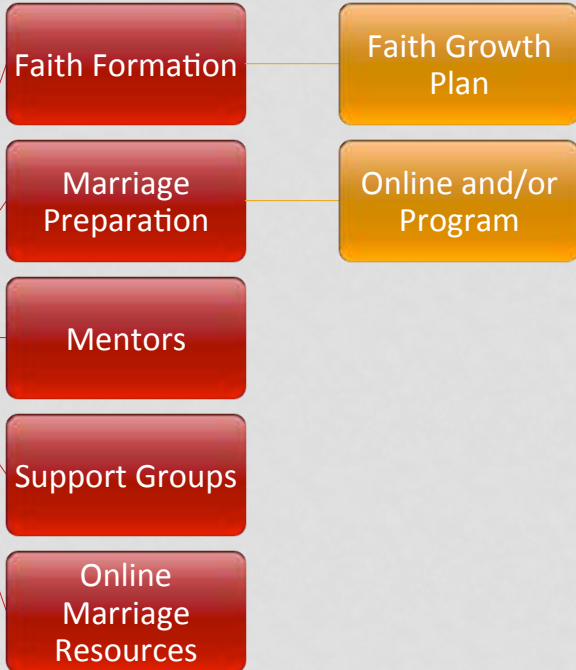 Faith Formation
Faith Growth
Plan
Marriage
Preparation
Online and/or
Program
Mentors
Support Groups
Online
Marriage
Resources